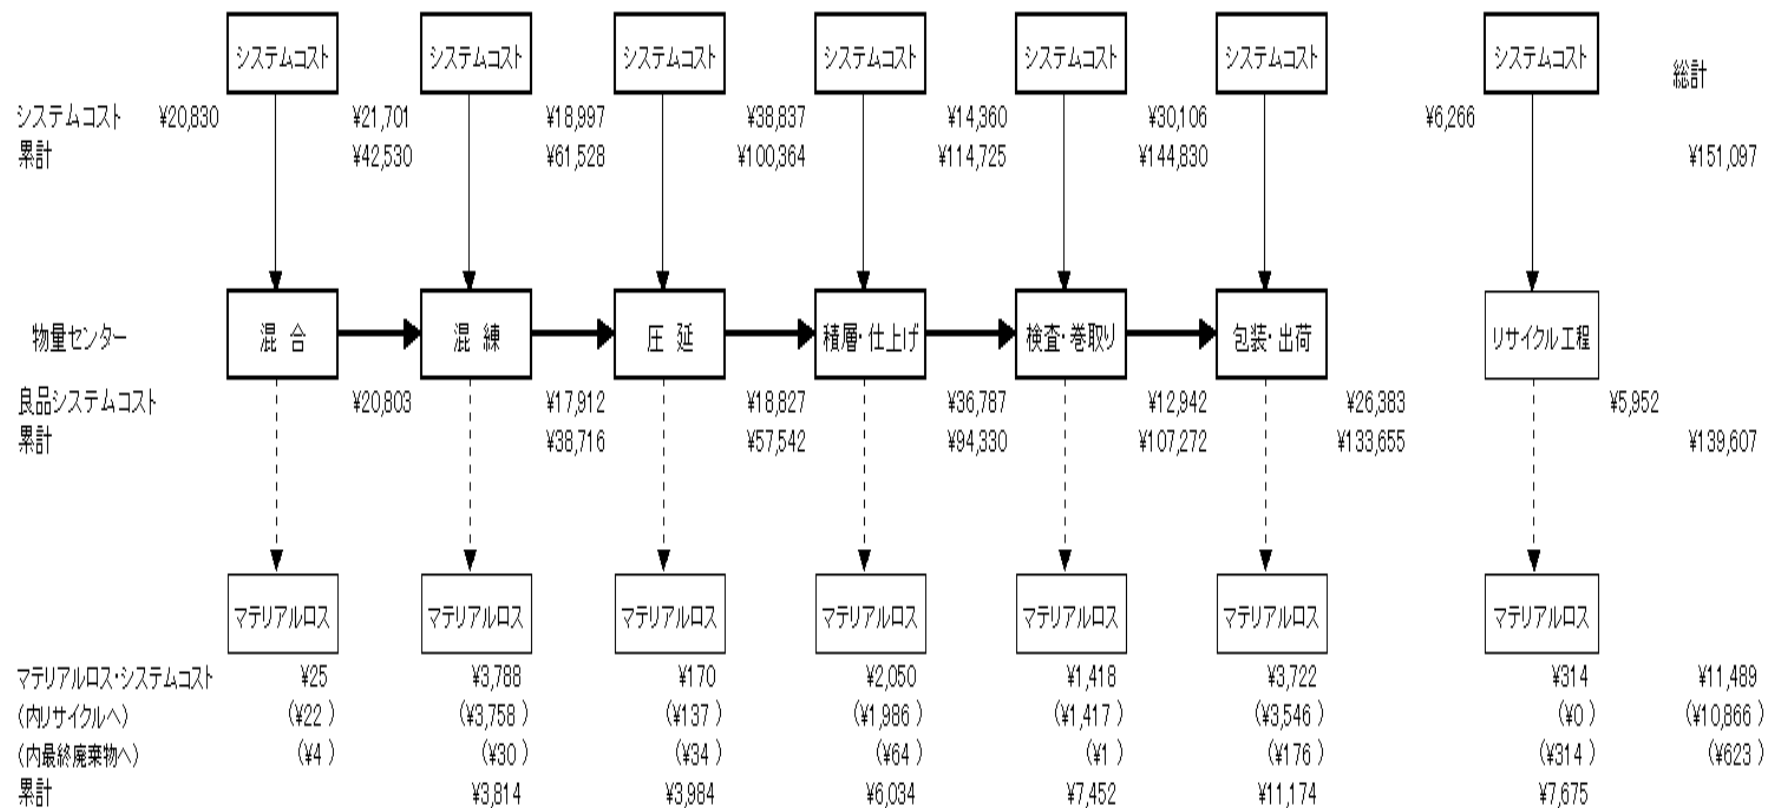 システムコスト システムコスト システムコスト システムコスト システムコスト システムコスト システムコスト
総計
システムコスト ¥20,830 ¥21,701 ¥18,997 ¥38,837 ¥14,360 ¥30,106 ¥6,266
累計 ¥42,530 ¥61,528 ¥100,364 ¥114,725 ¥144,830 ¥151,097
物量センター 混 合 混 練 圧 延 積層・仕上げ 検査・巻取り 包装・出荷 リサイクル工程
良品システムコスト ¥20,803 ¥17,912 ¥18,827 ¥36,787 ¥12,942 ¥26,383 ¥5,952
累計 ¥38,716 ¥57,542 ¥94,330 ¥107,272 ¥133,655 ¥139,607
マテリアルロス マテリアルロス マテリアルロス マテリアルロス マテリアルロス マテリアルロス マテリアルロス
マテリアルロス・システムコスト ¥25 ¥3,788 ¥170 ¥2,050 ¥1,418 ¥3,722 ¥314 ¥11,489
(内リサイクルへ) (¥22 ) (¥3,758 ) (¥137 ) (¥1,986 ) (¥1,417 ) (¥3,546 ) (¥0 ) (¥10,866 )
(内最終廃棄物へ) (¥4 ) (¥30 ) (¥34 ) (¥64 ) (¥1 ) (¥176 ) (¥314 ) (¥623 )
累計 ¥3,814 ¥3,984 ¥6,034 ¥7,452 ¥11,174 ¥7,675